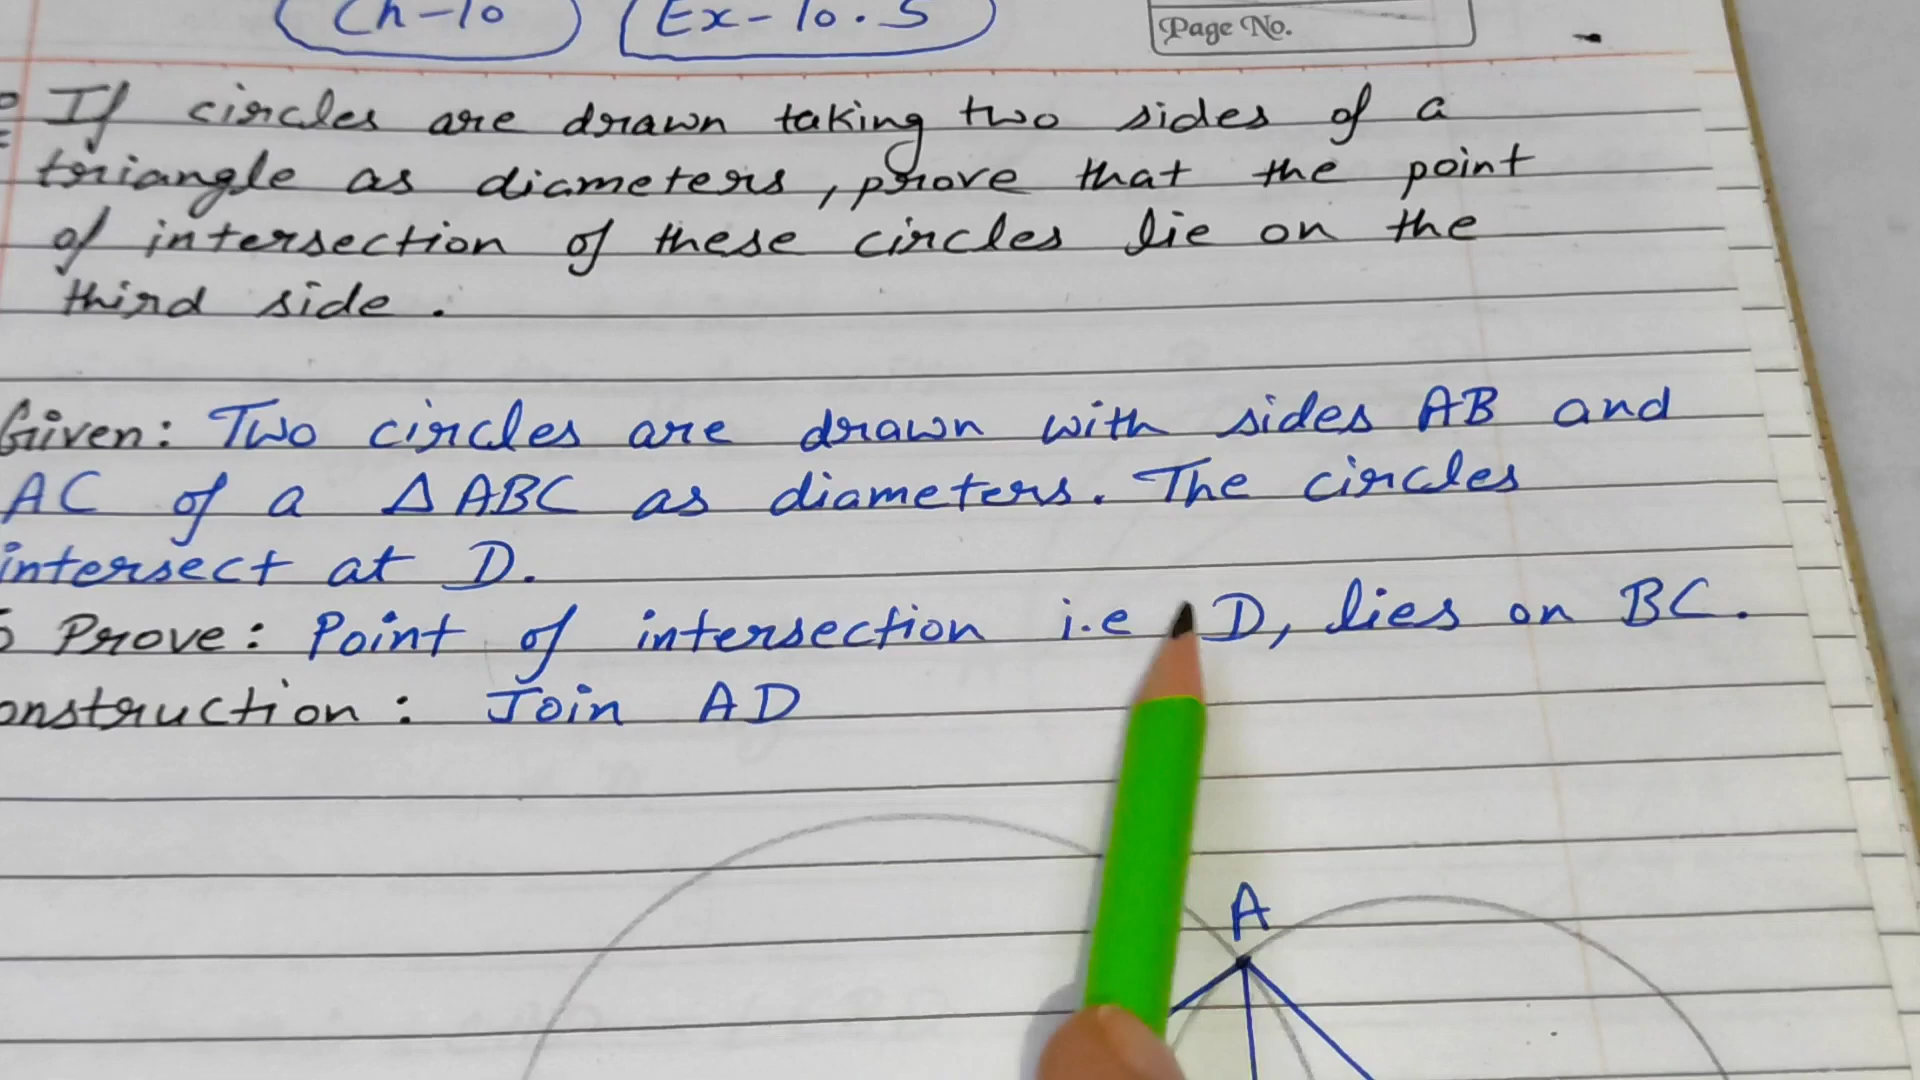 Ch-10 Ex-10.5
Page No.
If circles are drawn taking two sides of a
triangle as diameters, prove that the point
of intersection of these circles lie on the
third side.
Given: Two circles are drawn with sides AB and
AC of a △ ABC as diameters. The circles
intersect at D.
Prove: Point of intersection i.e D, lies on BC.
onstruction: Join AD
A